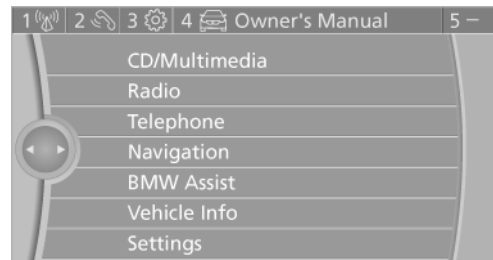 1 2 3 4 Owner's Manual 5 –
CD/Multimedia
Radio
Telephone
Navigation
BMW Assist
Vehicle Info
Settings